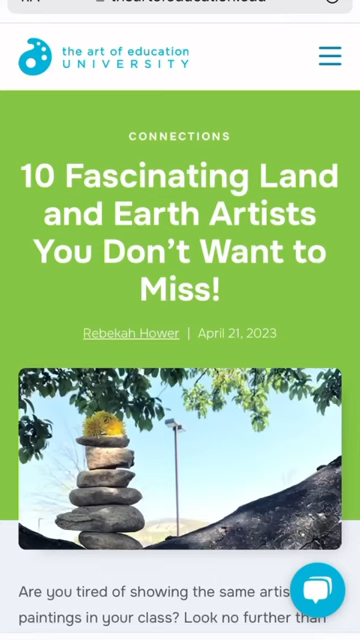 the art of education
UNIVERSITY
CONNECTIONS
10 Fascinating Land
and Earth Artists
You Don’t Want to
Miss!
Rebekah Hower | April 21, 2023
Are you tired of showing the same
paintings in your class? Look no further than